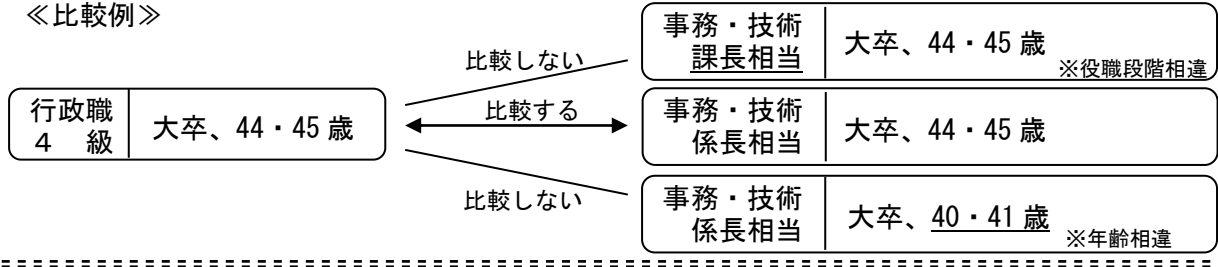 ≪比較例≫
事務・技術
課長相当
大卒、44・45 歳
※役職段階相違
比較しない
行政職
４　級
大卒、44・45 歳
比較する
事務・技術
係長相当
大卒、44・45 歳
比較しない
事務・技術
係長相当
大卒、40・41 歳
※年齢相違